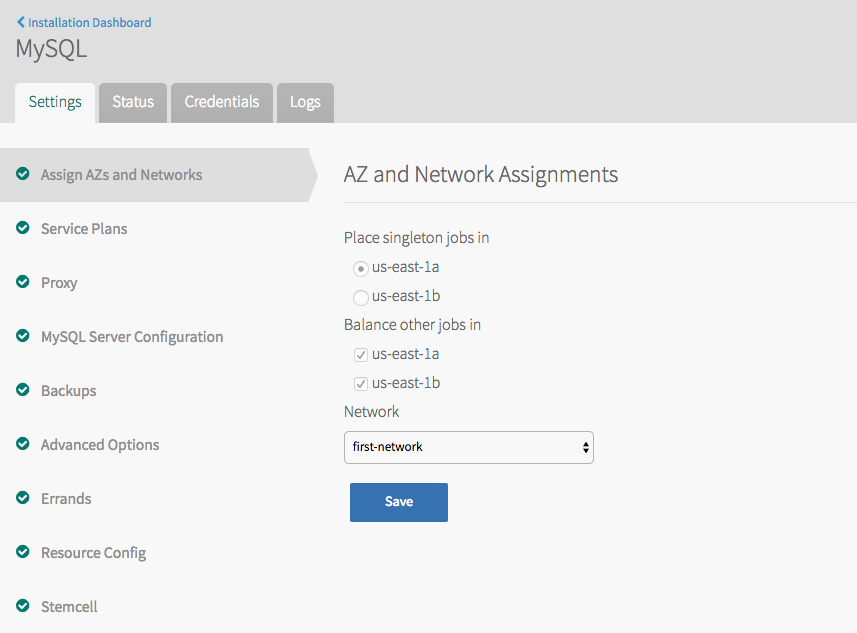 Installation Dashboard
MySQL
Settings Status Credentials Logs
Assign AZs and Networks
Service Plans
Proxy
MySQL Server Configuration
Backups
Advanced Options
Errands
Resource Config
Stemcell
AZ and Network Assignments
Place singleton jobs in
us-east-1a
us-east-1b
Balance other jobs in
us-east-1a
us-east-1b
Network
first-network
Save